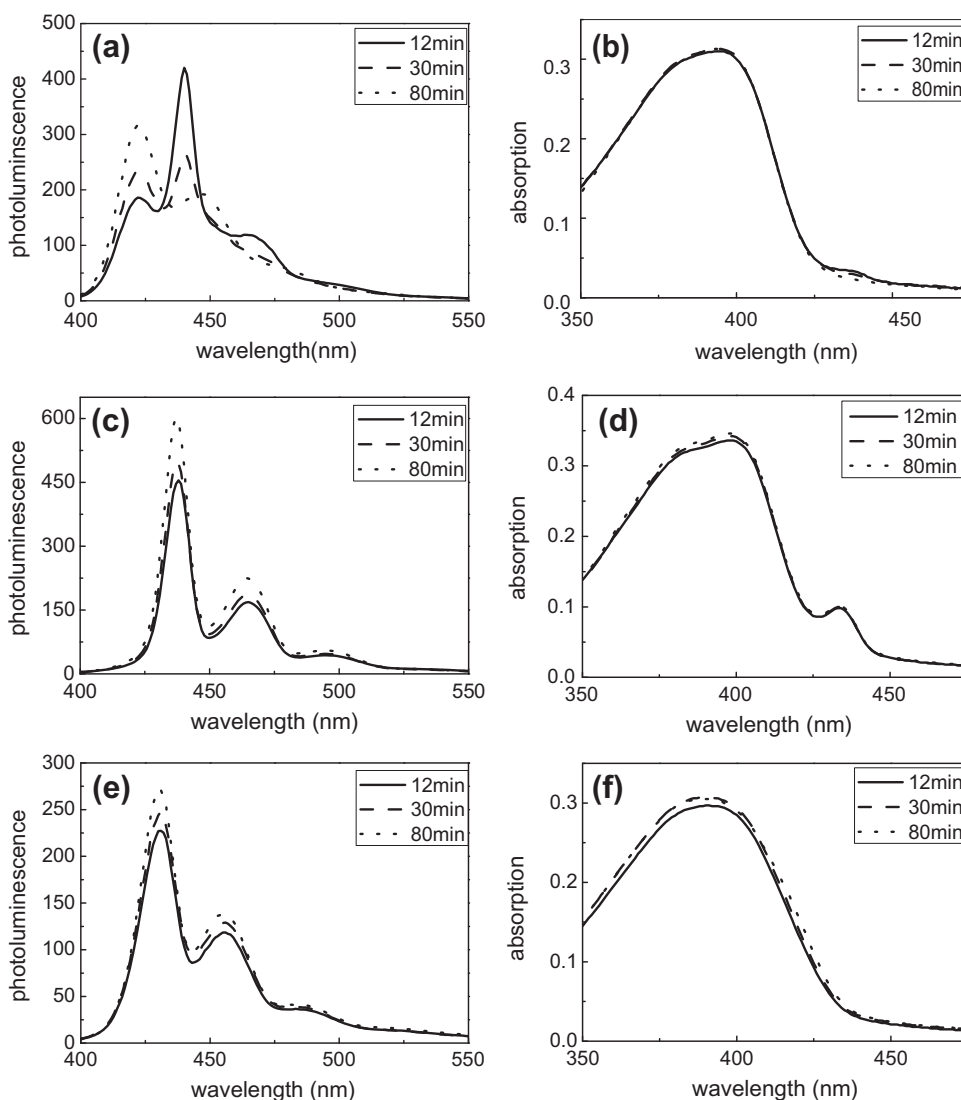 (a)
500
400
300
200
100
0
photoluminscence
12min
30min
80min
400
450
500
550
wavelength(nm)
(b)
0.3
0.2
0.1
0.0
absorption
12min
30min
80min
350
400
450
wavelength (nm)
(c)
600
450
300
150
0
photoluminescence
12min
30min
80min
400
450
500
550
wavelength (nm)
(d)
0.4
0.3
0.2
0.1
0.0
absorption
12min
30min
80min
350
400
450
wavelength (nm)
(e)
300
250
200
150
100
50
0
photoluminescence
12min
30min
80min
400
450
500
550
wavelength (nm)
(f)
0.3
0.2
0.1
0.0
absorption
12min
30min
80min
350
400
450
wavelength (nm)